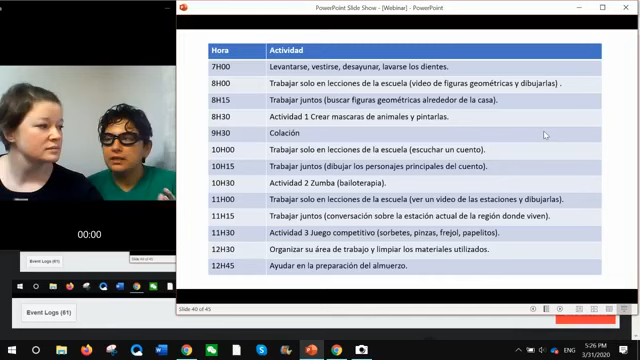 PowerPoint Slide Show - [Webinar] - PowerPoint
Hora Actividad
7H00 Levantarse, vestirse, desayunar, lavarse los dientes.
8H00 Trabajar solo en lecciones de la escuela (video de figuras geométricas y dibujarlas) .
8H15 Trabajar juntos (buscar figuras geométricas alrededor de la casa).
8H30 Actividad 1 Crear mascaras de animales y pintarlas.
9H30 Colación
10H00 Trabajar solo en lecciones de la escuela (escuchar un cuento).
10H15 Trabajar juntos (dibujar los personajes principales del cuento).
10H30 Actividad 2 Zumba (bailoterapia).
11H00 Trabajar solo en lecciones de la escuela (ver un video de las estaciones y dibujarlas).
11H15 Trabajar juntos (conversación sobre la estación actual de la región donde viven).
11H30 Actividad 3 Juego competitivo (sorbetes, pinzas, frejol, papelitos).
12H30 Organizar su área de trabajo y limpiar los materiales utilizados.
12H45 Ayudar en la preparación del almuerzo.
00:00
Event Logs (61)
Slide 40 of 45
Event Logs (61)
Slide 40 of 45
ENG
5:26 PM
3/31/2020